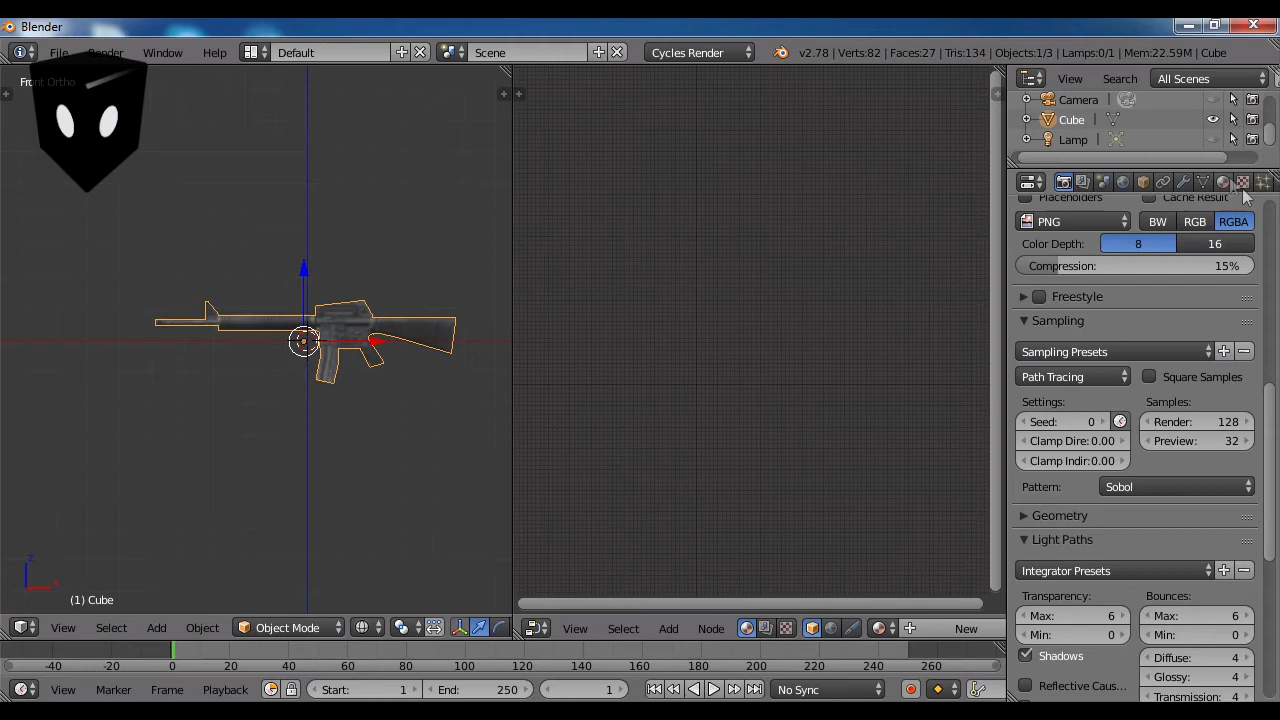 Blender
File Render Window Help Default Scene Cycles Render v2.78 | Verts:82 | Faces:27 | Tris:134 | Objects:1/3 | Lamps:0/1 | Mem:22.59M | Cube
Front Ortho
View Search All Scenes
Camera
Cube
Lamp
Placeholders Cache Result
PNG BW RGB RGBA
Color Depth: 8 16
Compression: 15%
Freestyle
Sampling
Sampling Presets
Path Tracing Square Samples
Settings: Samples:
Seed: 0 Render: 128
Clamp Dire: 0.00 Preview: 32
Clamp Indir: 0.00
Pattern: Sobol
Geometry
Light Paths
Integrator Presets
Transparency: Bounces:
Max: 6 Max: 6
Min: 0 Min: 0
Shadows Diffuse: 4
Glossy: 4
Reflective Caus... Transmission: 4
z
x
(1) Cube
View Select Add Object Object Mode View Select Add Node New
-40 -20 0 20 40 60 80 100 120 140 160 180 200 220 240 260
View Marker Frame Playback Start: 1 End: 250 1 No Sync